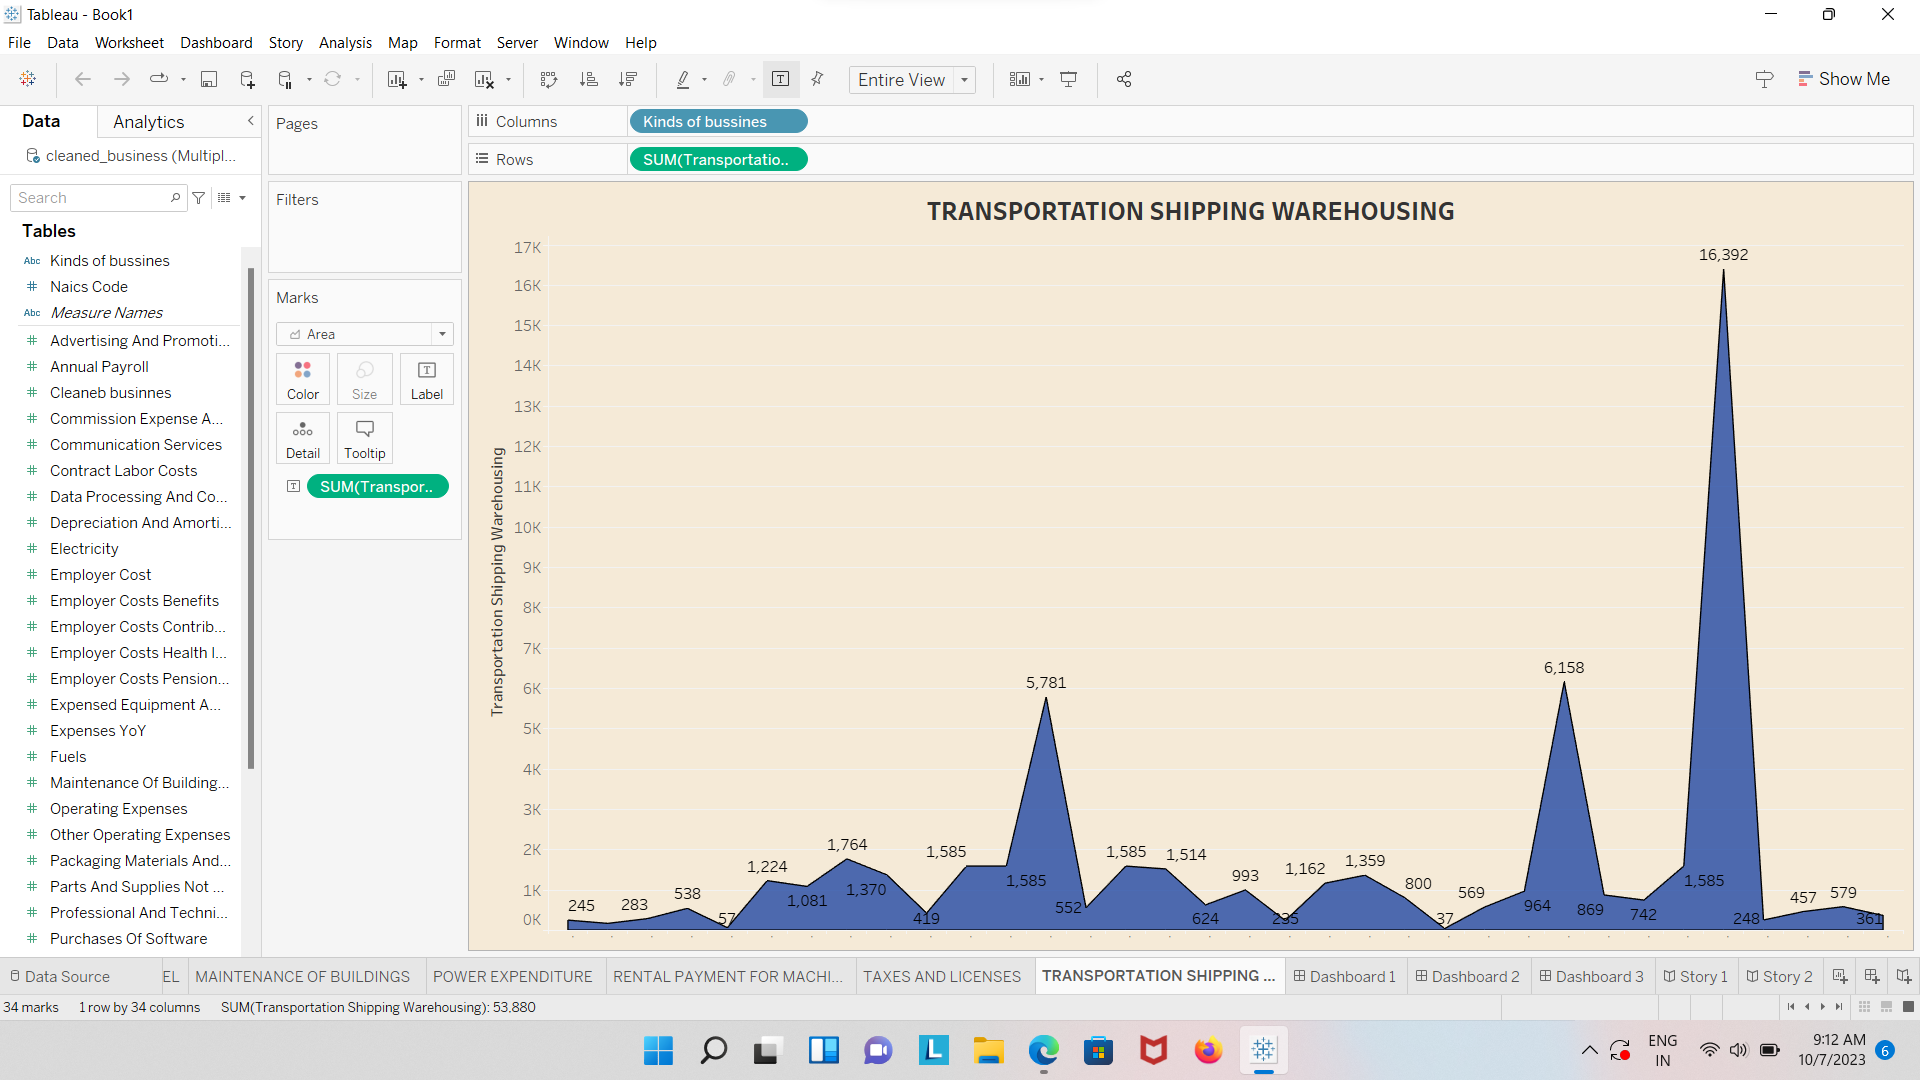 Tableau - Book1
File Data Worksheet Dashboard Story Analysis Map Format Server Window Help
Entire View
Show Me
Data Analytics
cleaned_business (Multipl...
Search
Tables
Abc Kinds of bussines
Naics Code
Abc Measure Names
Advertising And Promoti...
Annual Payroll
Cleaneb businnes
Commission Expense A...
Communication Services
Contract Labor Costs
Data Processing And Co...
Depreciation And Amorti...
Electricity
Employer Cost
Employer Costs Benefits
Employer Costs Contrib...
Employer Costs Health I...
Employer Costs Pension...
Expensed Equipment A...
Expenses YoY
Fuels
Maintenance Of Building...
Operating Expenses
Other Operating Expenses
Packaging Materials And...
Parts And Supplies Not ...
Professional And Techni...
Purchases Of Software
Pages
Filters
Marks
Area
Color Size Label
Detail Tooltip
SUM(Transpor..
Columns Kinds of bussines
Rows SUM(Transportatio..
TRANSPORTATION SHIPPING WAREHOUSING
Transportation Shipping Warehousing
17K
16K
15K
14K
13K
12K
11K
10K
9K
8K
7K
6K
5K
4K
3K
2K
1K
0K
245
283
538
57
1,224
1,081
1,764
1,370
419
1,585
1,585
5,781
552
1,585
1,514
624
993
235
1,162
1,359
800
37
569
964
6,158
869
742
1,585
16,392
248
457
579
361
Data Source EL MAINTENANCE OF BUILDINGS POWER EXPENDITURE RENTAL PAYMENT FOR MACHI... TAXES AND LICENSES TRANSPORTATION SHIPPING ... Dashboard 1 Dashboard 2 Dashboard 3 Story 1 Story 2
34 marks 1 row by 34 columns SUM(Transportation Shipping Warehousing): 53,880
ENG
IN
9:12 AM
10/7/2023
6